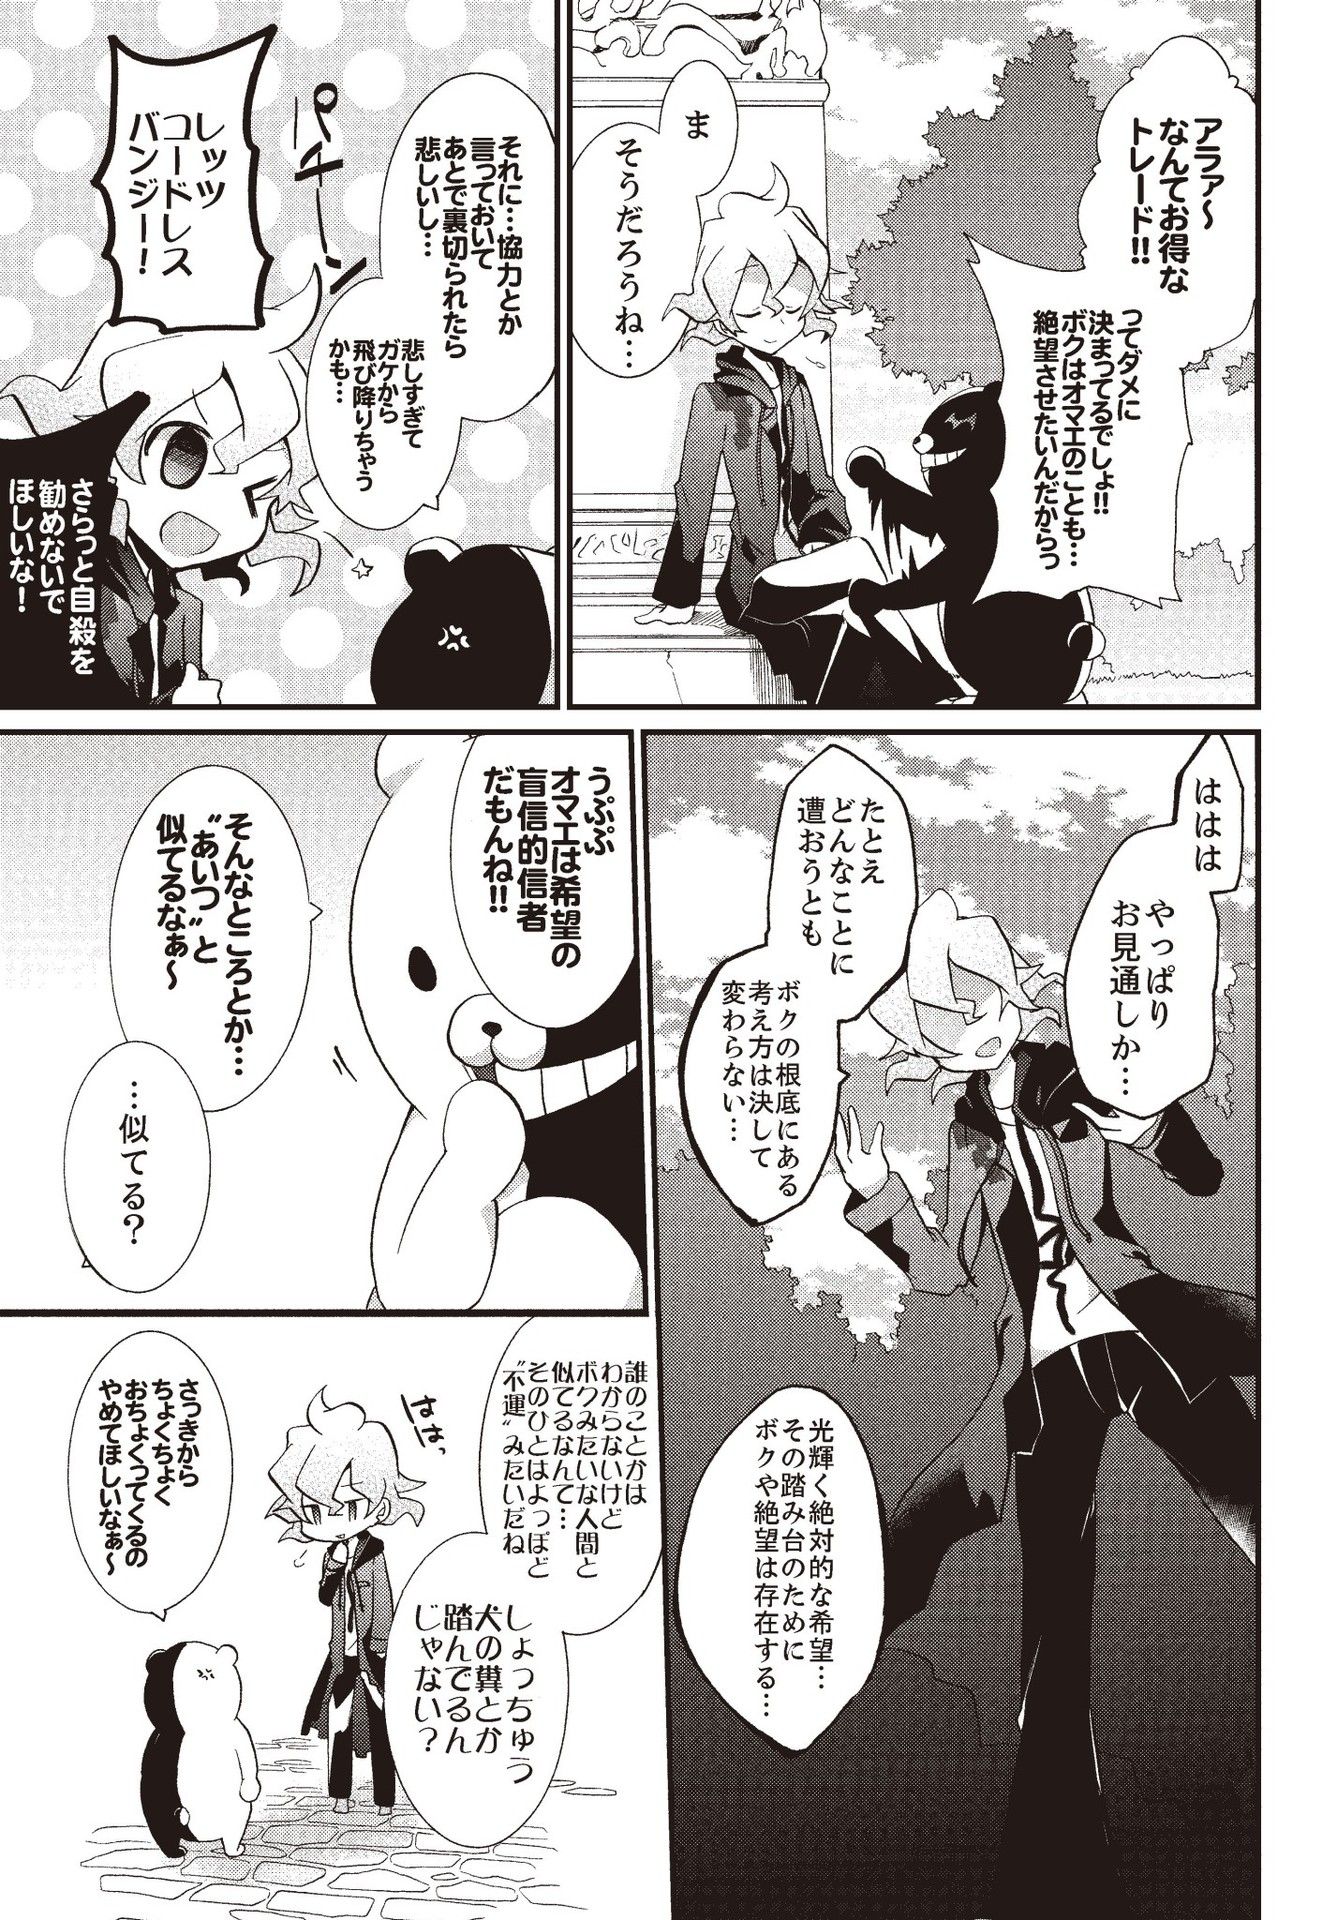 アラァ～
なんてお得な
トレード!!
ってダメに
決まってるでしょ!!
ボクはオマエのことも…
絶望させたいんだからっ
ま
そうだろうね…
それに…協力とか
言っておいて
あとで裏切られたら
悲しいし…
悲しすぎて
ガケから
飛び降りちゃう
かも…
パチーン
レッツ
コードレス
バンジー！
さらっと自殺を
勧めないで
ほしいな！
ははは
やっぱり
お見通しか…
たとえ
どんなことに
遭おうとも
ボクの根底にある
考え方は決して
変わらない…
光輝く絶対的な希望…
その踏み台のために
ボクや絶望は存在する…
うぷぷ
オマエは希望の
盲信的信者
だもんね!!
そんなところとか…
〝あいつ〟と
似てるなぁ～
…似てる？
誰のことかは
わからないけど
ボクみたいな人間と
似てるなんて…
そのひとはよっぽど
〝不運〟みたいだね
ははっ
しょっちゅう
犬の糞とか
踏んでるん
じゃない？
さっきから
ちょくちょく
おちょくってくるの
やめてほしいなぁ～